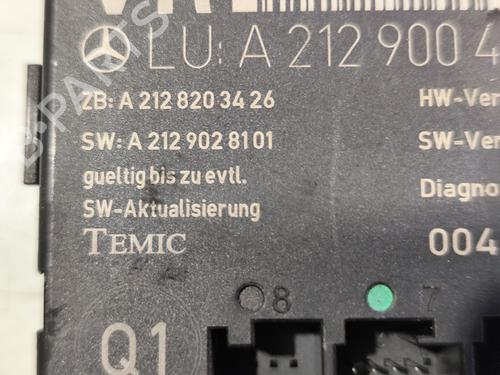 LU: A 212 900 4
ZB: A 212 820 34 26
HW-Ver
SW: A 212 902 81 01
SW-Ver
gueltig bis zu evtl.
Diagno
SW-Aktualisierung
TEMIC
004
8
7
Q1
B-PARTS